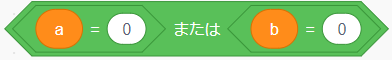 a = 0 または b = 0